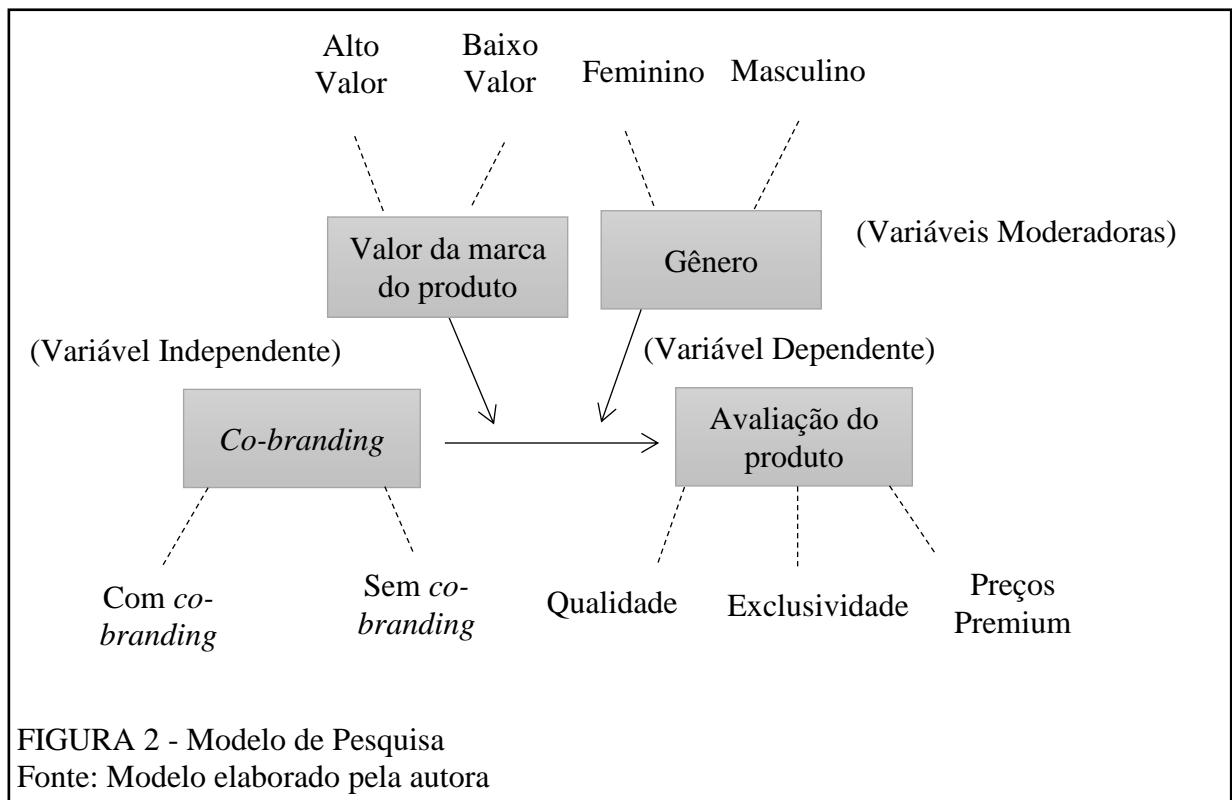 Alto
Valor
Baixo
Valor
Feminino
Masculino
Valor da marca
do produto
Gênero
(Variáveis Moderadoras)
(Variável Independente)
(Variável Dependente)
Co-branding
Avaliação do
produto
Com co-
branding
Sem co-
branding
Qualidade
Exclusividade
Preços
Premium
FIGURA 2 - Modelo de Pesquisa
Fonte: Modelo elaborado pela autora